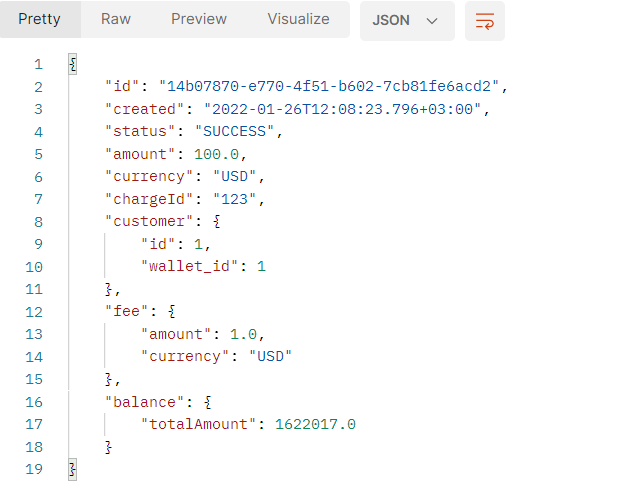 Pretty Raw Preview Visualize JSON
1 {
2 "id": "14b07870-e770-4f51-b602-7cb81fe6acd2",
3 "created": "2022-01-26T12:08:23.796+03:00",
4 "status": "SUCCESS",
5 "amount": 100.0,
6 "currency": "USD",
7 "chargeId": "123",
8 "customer": {
9 "id": 1,
10 "wallet_id": 1
11 },
12 "fee": {
13 "amount": 1.0,
14 "currency": "USD"
15 },
16 "balance": {
17 "totalAmount": 1622017.0
18 }
19 }